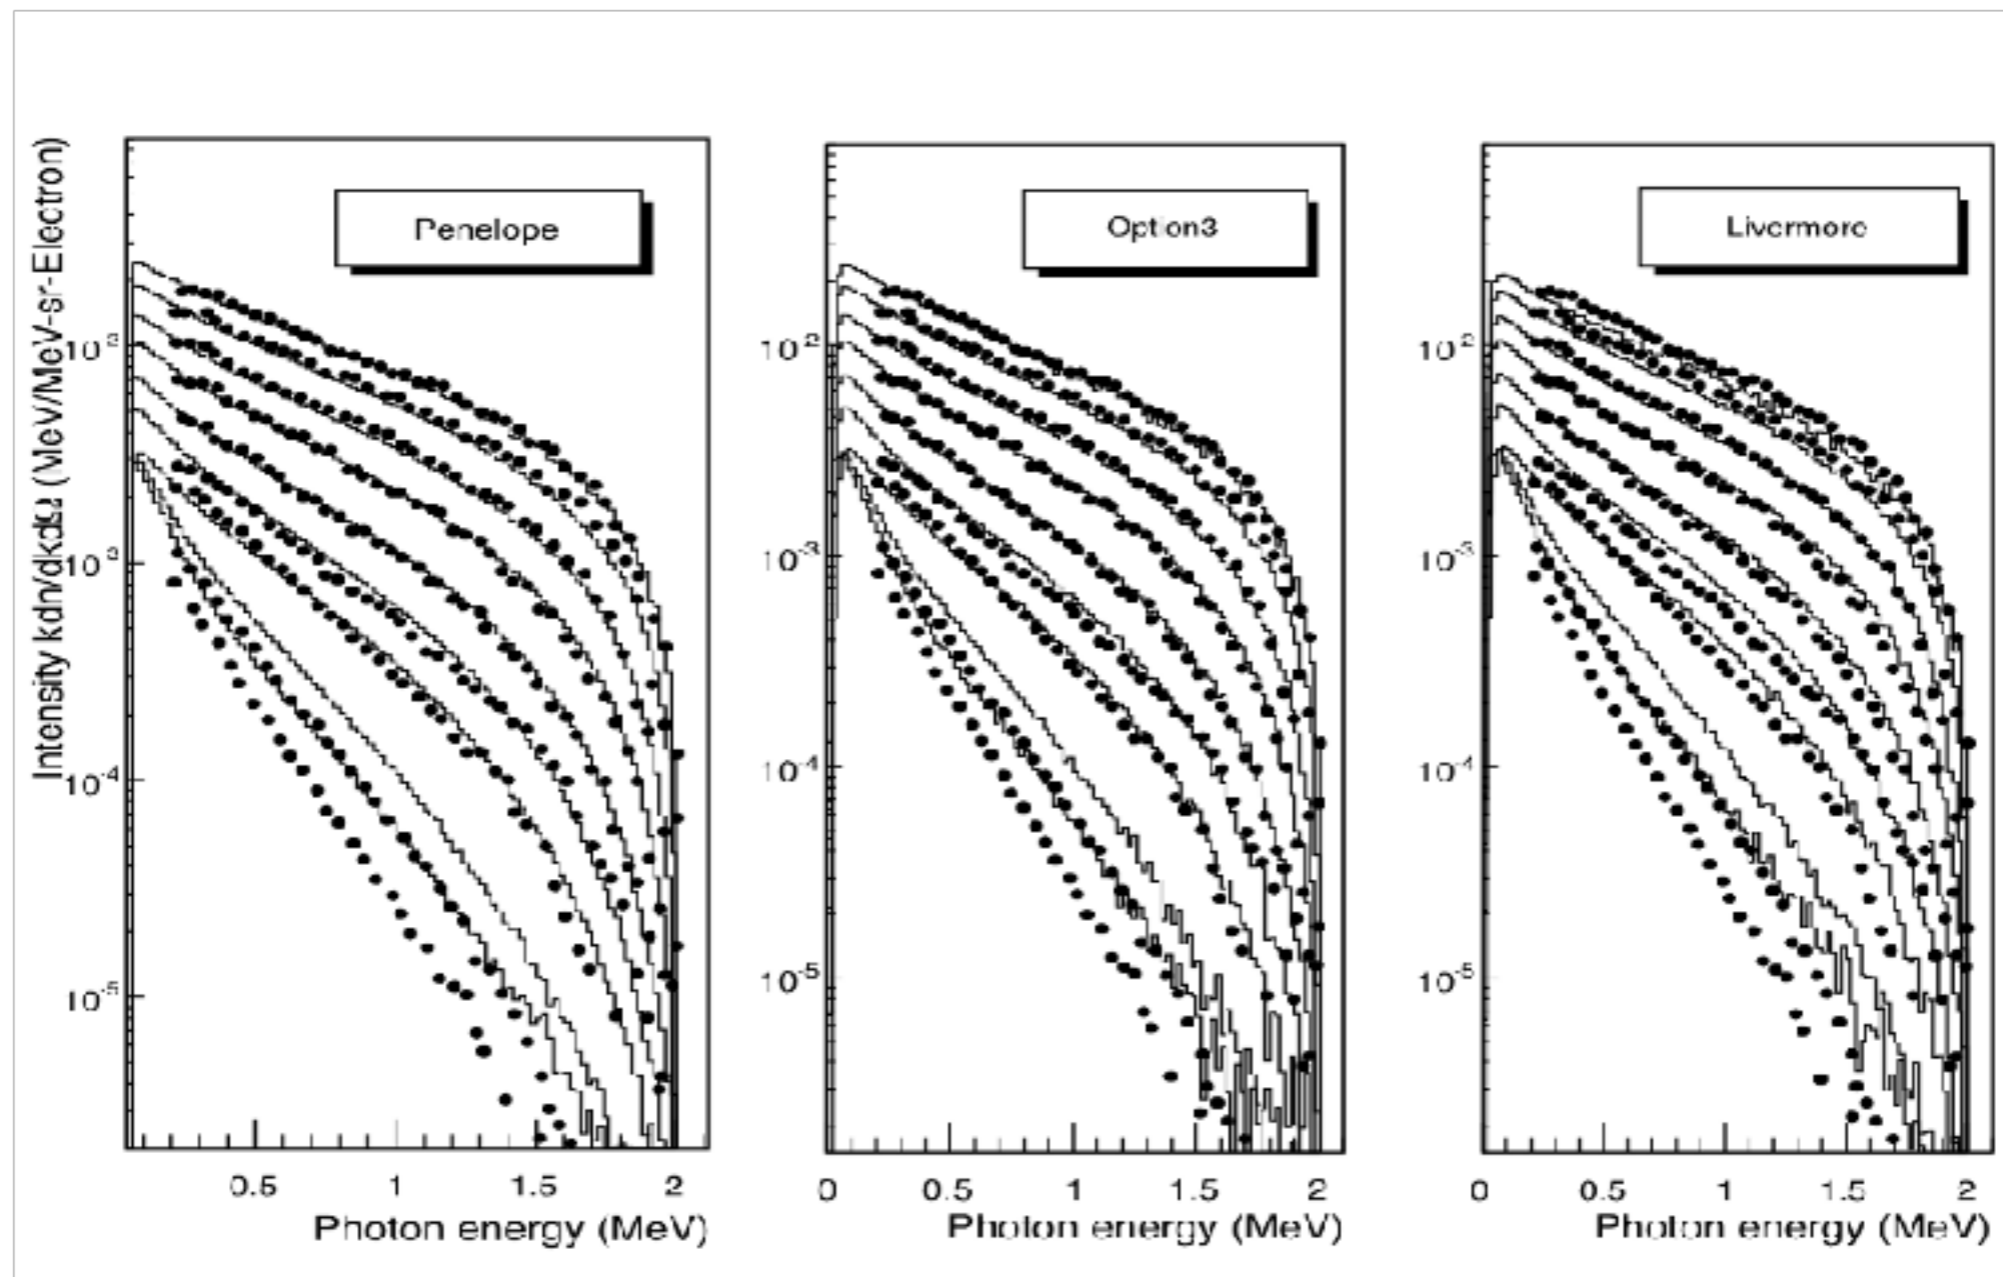 Intensity kdn/dkdΩ (MeV/MeV-sr-Electron)
Penelope
10⁻²
10⁻³
10⁻⁴
10⁻⁵
0.5 1 1.5 2
Photon energy (MeV)
Option3
10⁻²
10⁻³
10⁻⁴
10⁻⁵
0 0.5 1 1.5 2
Photon energy (MeV)
Livermore
10⁻²
10⁻³
10⁻⁴
10⁻⁵
0 0.5 1 1.5 2
Photon energy (MeV)